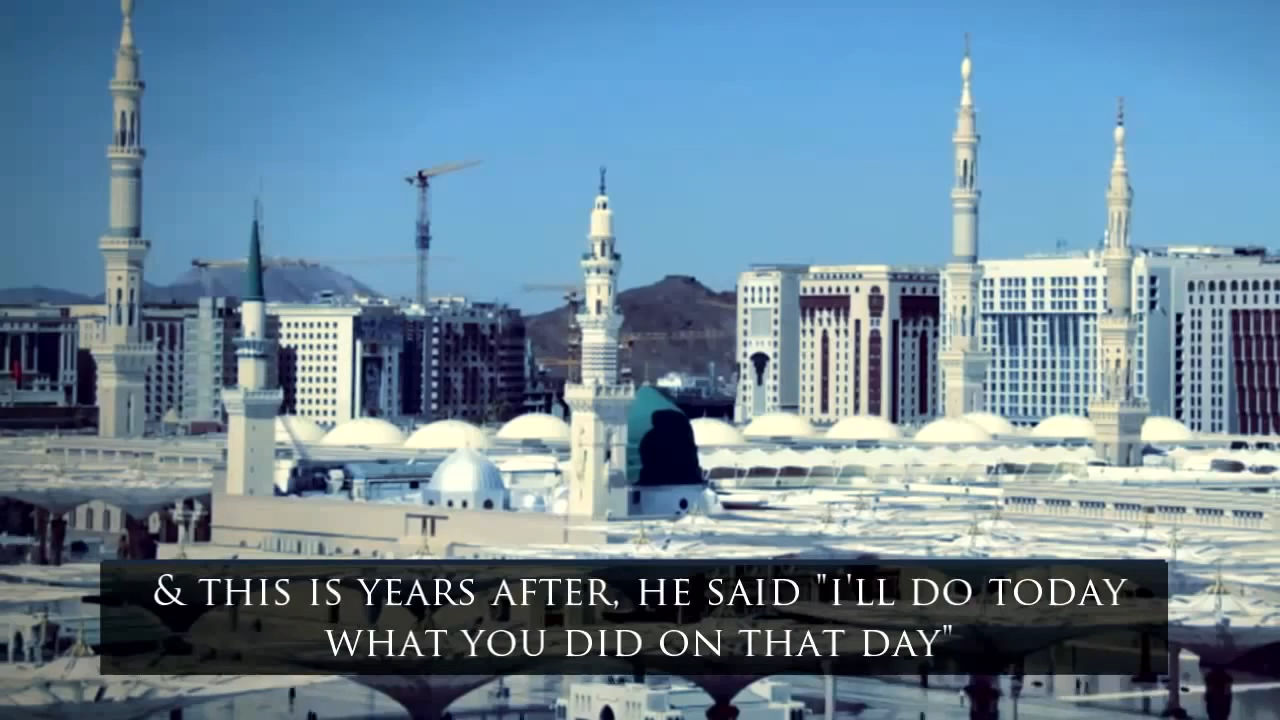 & THIS IS YEARS AFTER, HE SAID "I'LL DO TODAY
WHAT YOU DID ON THAT DAY"